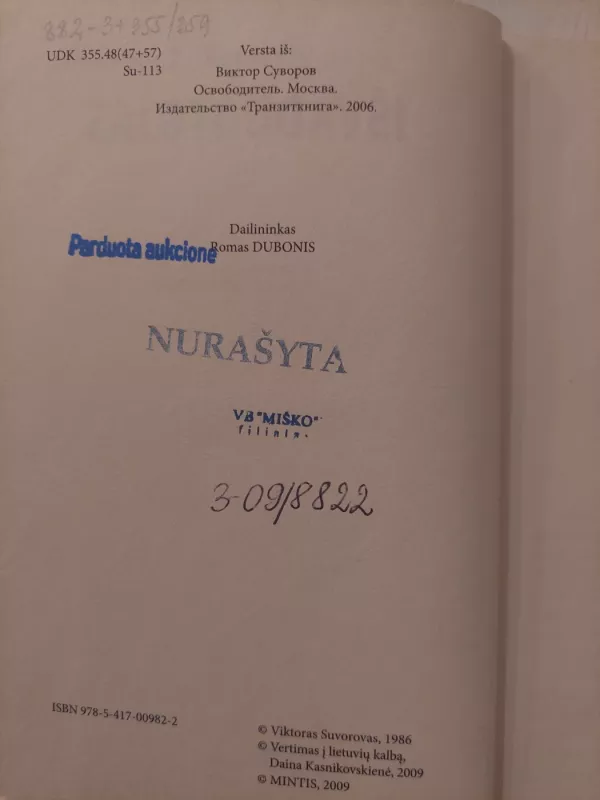 882-3+355/359
UDK 355.48(47+57)
Su-113
Versta iš:
Виктор Суворов
Освободитель. Москва.
Издательство «Транзиткнига». 2006.
Dailininkas
Romas DUBONIS
Parduota aukcione
NURAŠYTA
VB "MIŠKO"
filialas
3-09/8822
ISBN 978-5-417-00982-2
© Viktoras Suvorovas, 1986
© Vertimas į lietuvių kalbą,
Daina Kasnikovskienė, 2009
© MINTIS, 2009